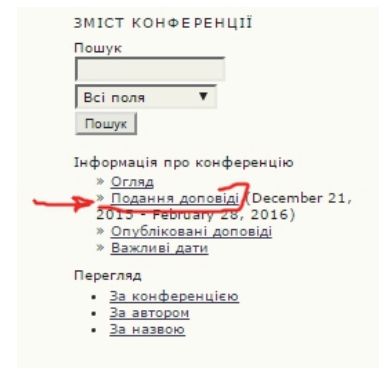 ЗМІСТ КОНФЕРЕНЦІЇ
Пошук
Всі поля
Пошук
Інформація про конференцію
» Огляд
» Подання доповіді (December 21,
2015 - February 28, 2016)
» Опубліковані доповіді
» Важливі дати
Перегляд
• За конференцією
• За автором
• За назвою